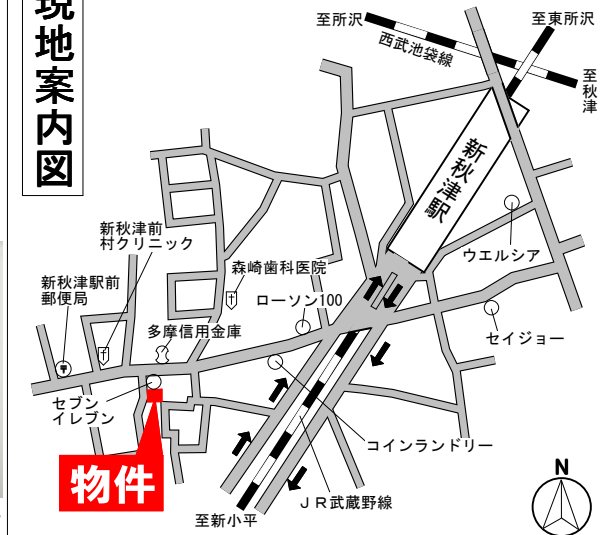 現地案内図
至所沢
西武池袋線
至東所沢
至秋津
新秋津駅
新秋津前
村クリニック
森崎歯科医院
ウエルシア
新秋津駅前
郵便局
ローソン100
多摩信用金庫
セイジョー
セブン
イレブン
コインランドリー
物件
JR武蔵野線
至新小平
N